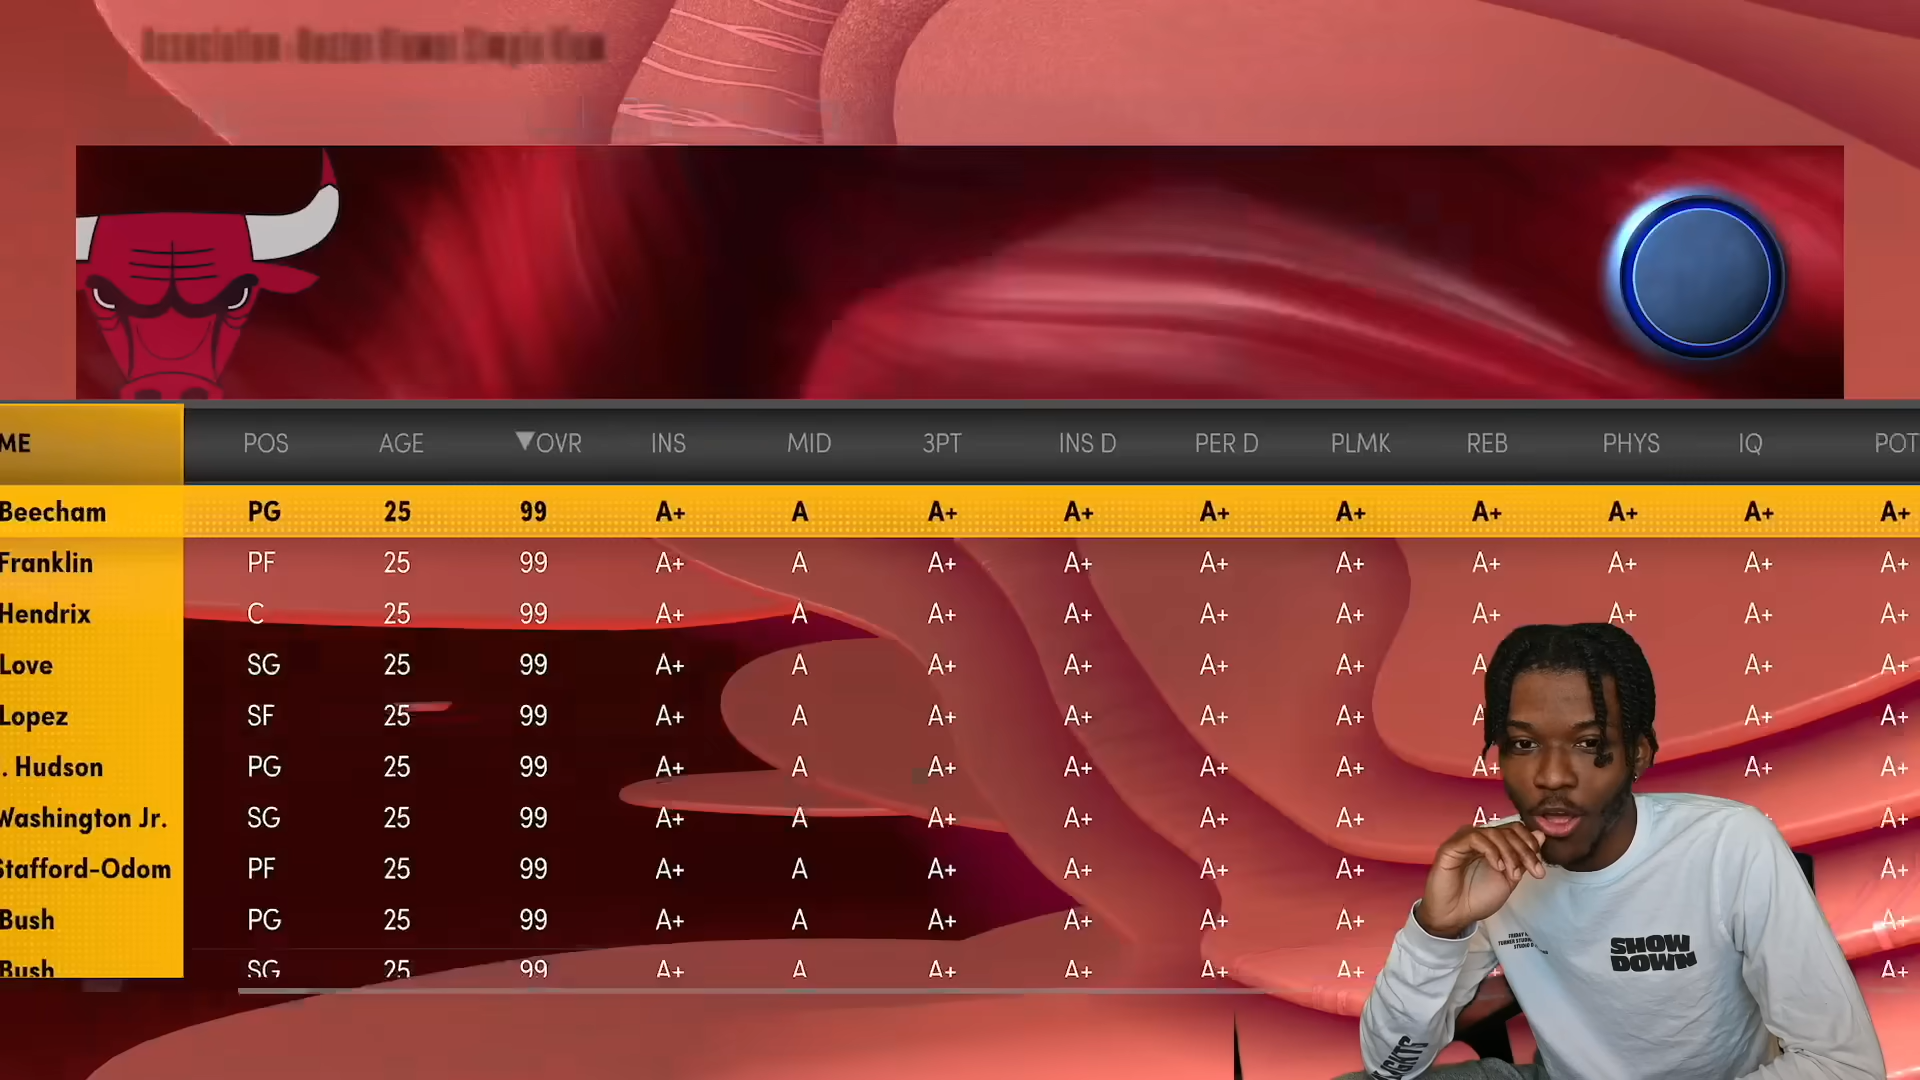 ME POS AGE ▼OVR INS MID 3PT INS D PER D PLMK REB PHYS IQ POT
Beecham PG 25 99 A+ A A+ A+ A+ A+ A+ A+ A+ A+
Franklin PF 25 99 A+ A A+ A+ A+ A+ A+ A+ A+ A+
Hendrix C 25 99 A+ A A+ A+ A+ A+ A+ A+ A+ A+
Love SG 25 99 A+ A A+ A+ A+ A+ A A+ A+
Lopez SF 25 99 A+ A A+ A+ A+ A+ A A+ A+
. Hudson PG 25 99 A+ A A+ A+ A+ A+ A+ A+ A+
Washington Jr. SG 25 99 A+ A A+ A+ A+ A+ A+ A+
Stafford-Odom PF 25 99 A+ A A+ A+ A+ A+ A+
Bush PG 25 99 A+ A A+ A+ A+ A+ A+
Bush SG 25 99 A+ A A+ A+ A+ A+ A+
SHOW
DOWN